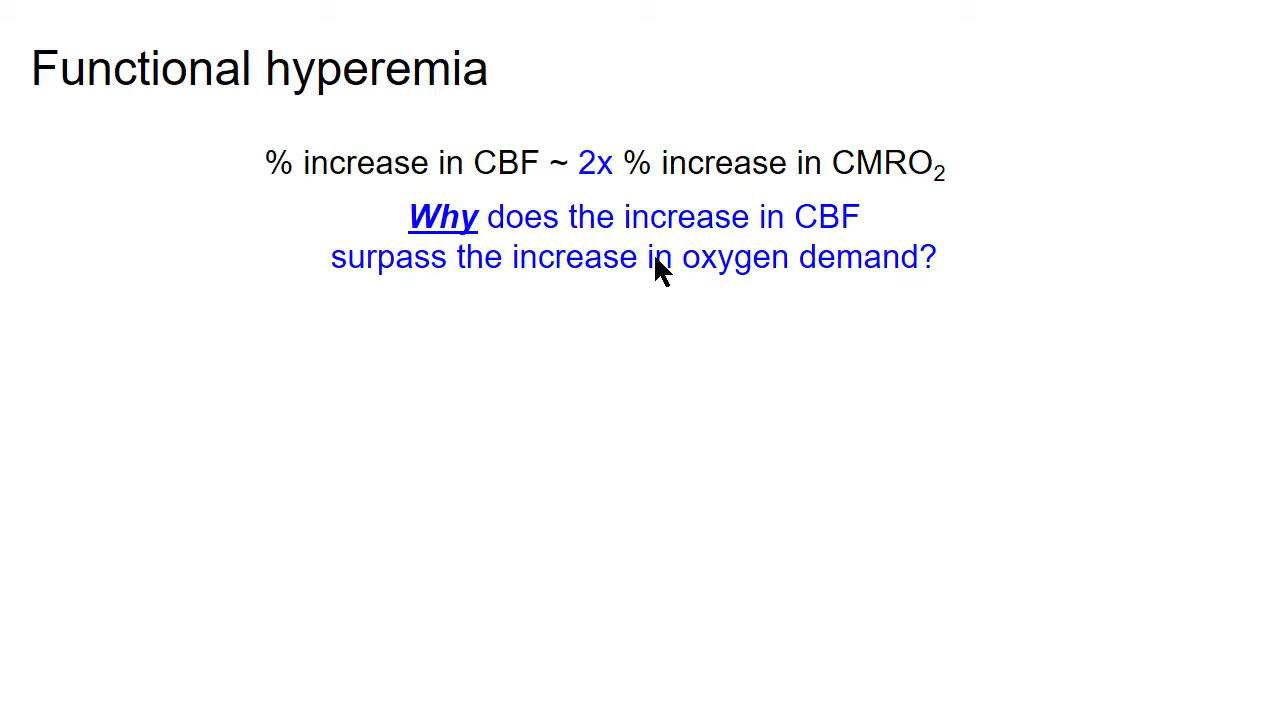 Functional hyperemia
% increase in CBF ~ 2x % increase in CMRO₂
Why does the increase in CBF
surpass the increase in oxygen demand?